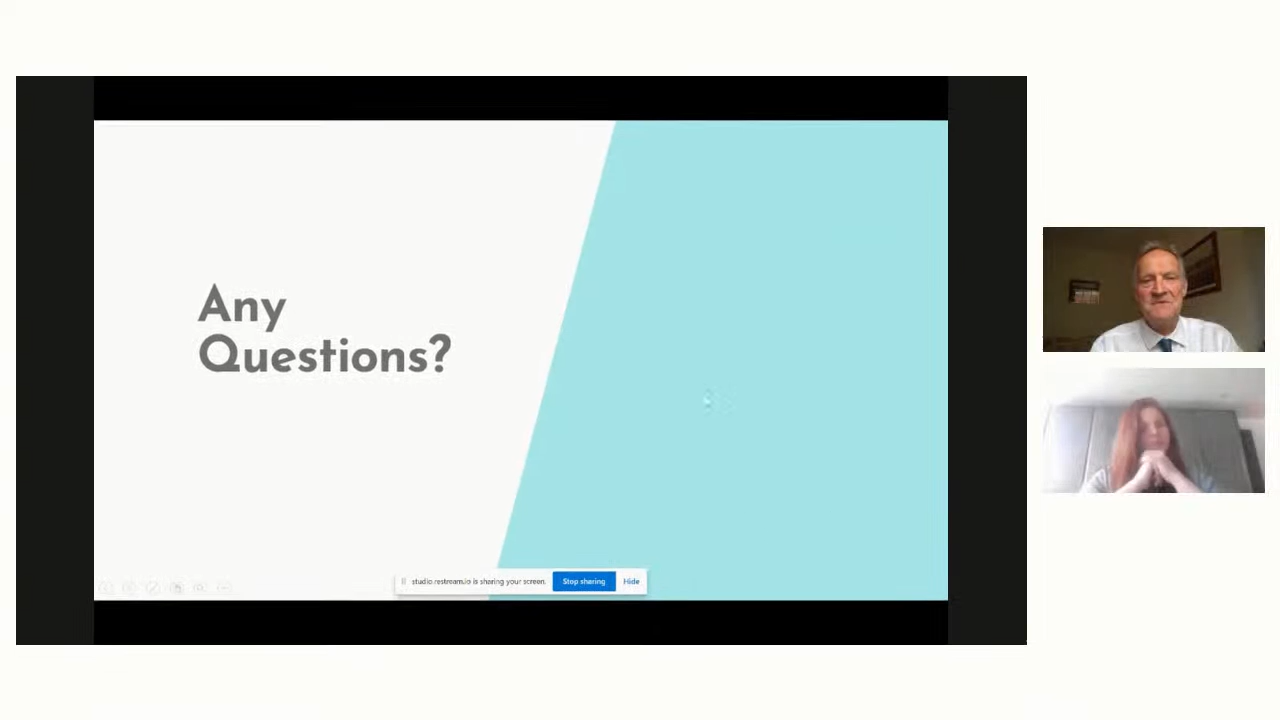 Any
Questions?
studio.restream.io is sharing your screen.
Stop sharing
Hide